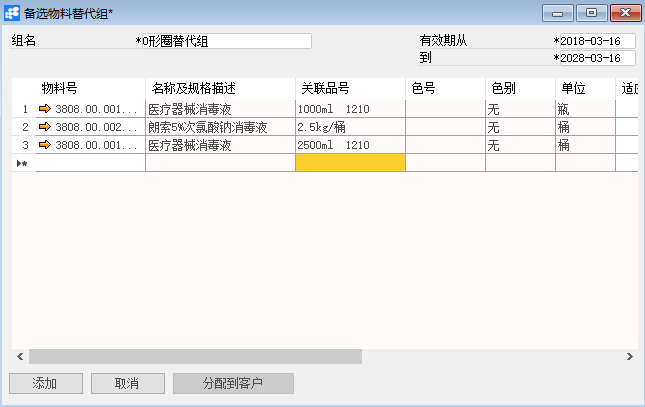 备选物料替代组*
组名 *O形圈替代组 有效期从 *2018-03-16
到 *2028-03-16
物料号 名称及规格描述 关联品号 色号 色别 单位 适应
1 3808.00.001... 医疗器械消毒液 1000ml 1210 无 瓶
2 3808.00.002... 朗索5%次氯酸钠消毒液 2.5kg/桶 无 桶
3 3808.00.001... 医疗器械消毒液 2500ml 1210 无 桶
▶*
添加 取消 分配到客户